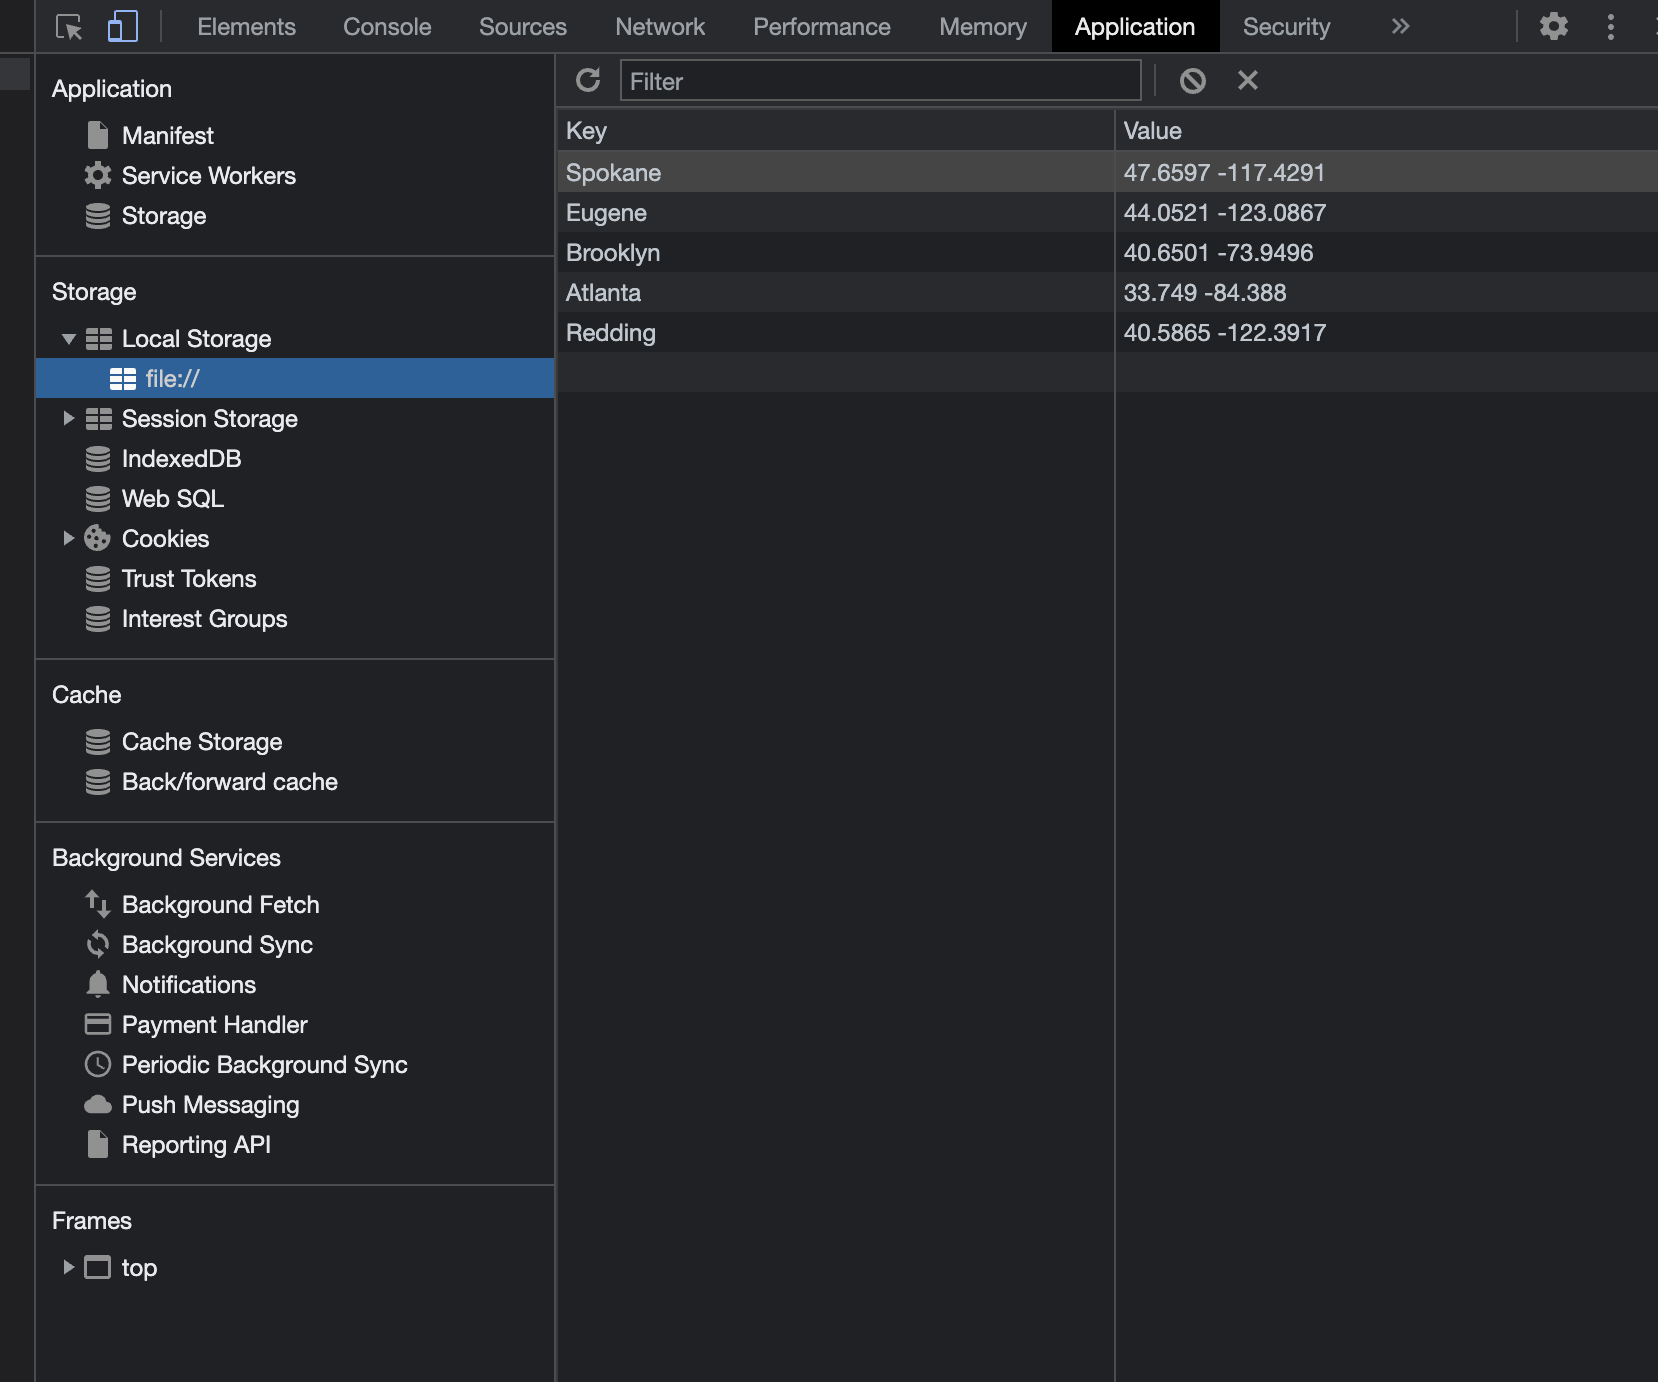 Elements Console Sources Network Performance Memory Application Security
Application
Manifest
Service Workers
Storage
Storage
Local Storage
file://
Session Storage
IndexedDB
Web SQL
Cookies
Trust Tokens
Interest Groups
Cache
Cache Storage
Back/forward cache
Background Services
Background Fetch
Background Sync
Notifications
Payment Handler
Periodic Background Sync
Push Messaging
Reporting API
Frames
top
Filter
Key Value
Spokane 47.6597 -117.4291
Eugene 44.0521 -123.0867
Brooklyn 40.6501 -73.9496
Atlanta 33.749 -84.388
Redding 40.5865 -122.3917